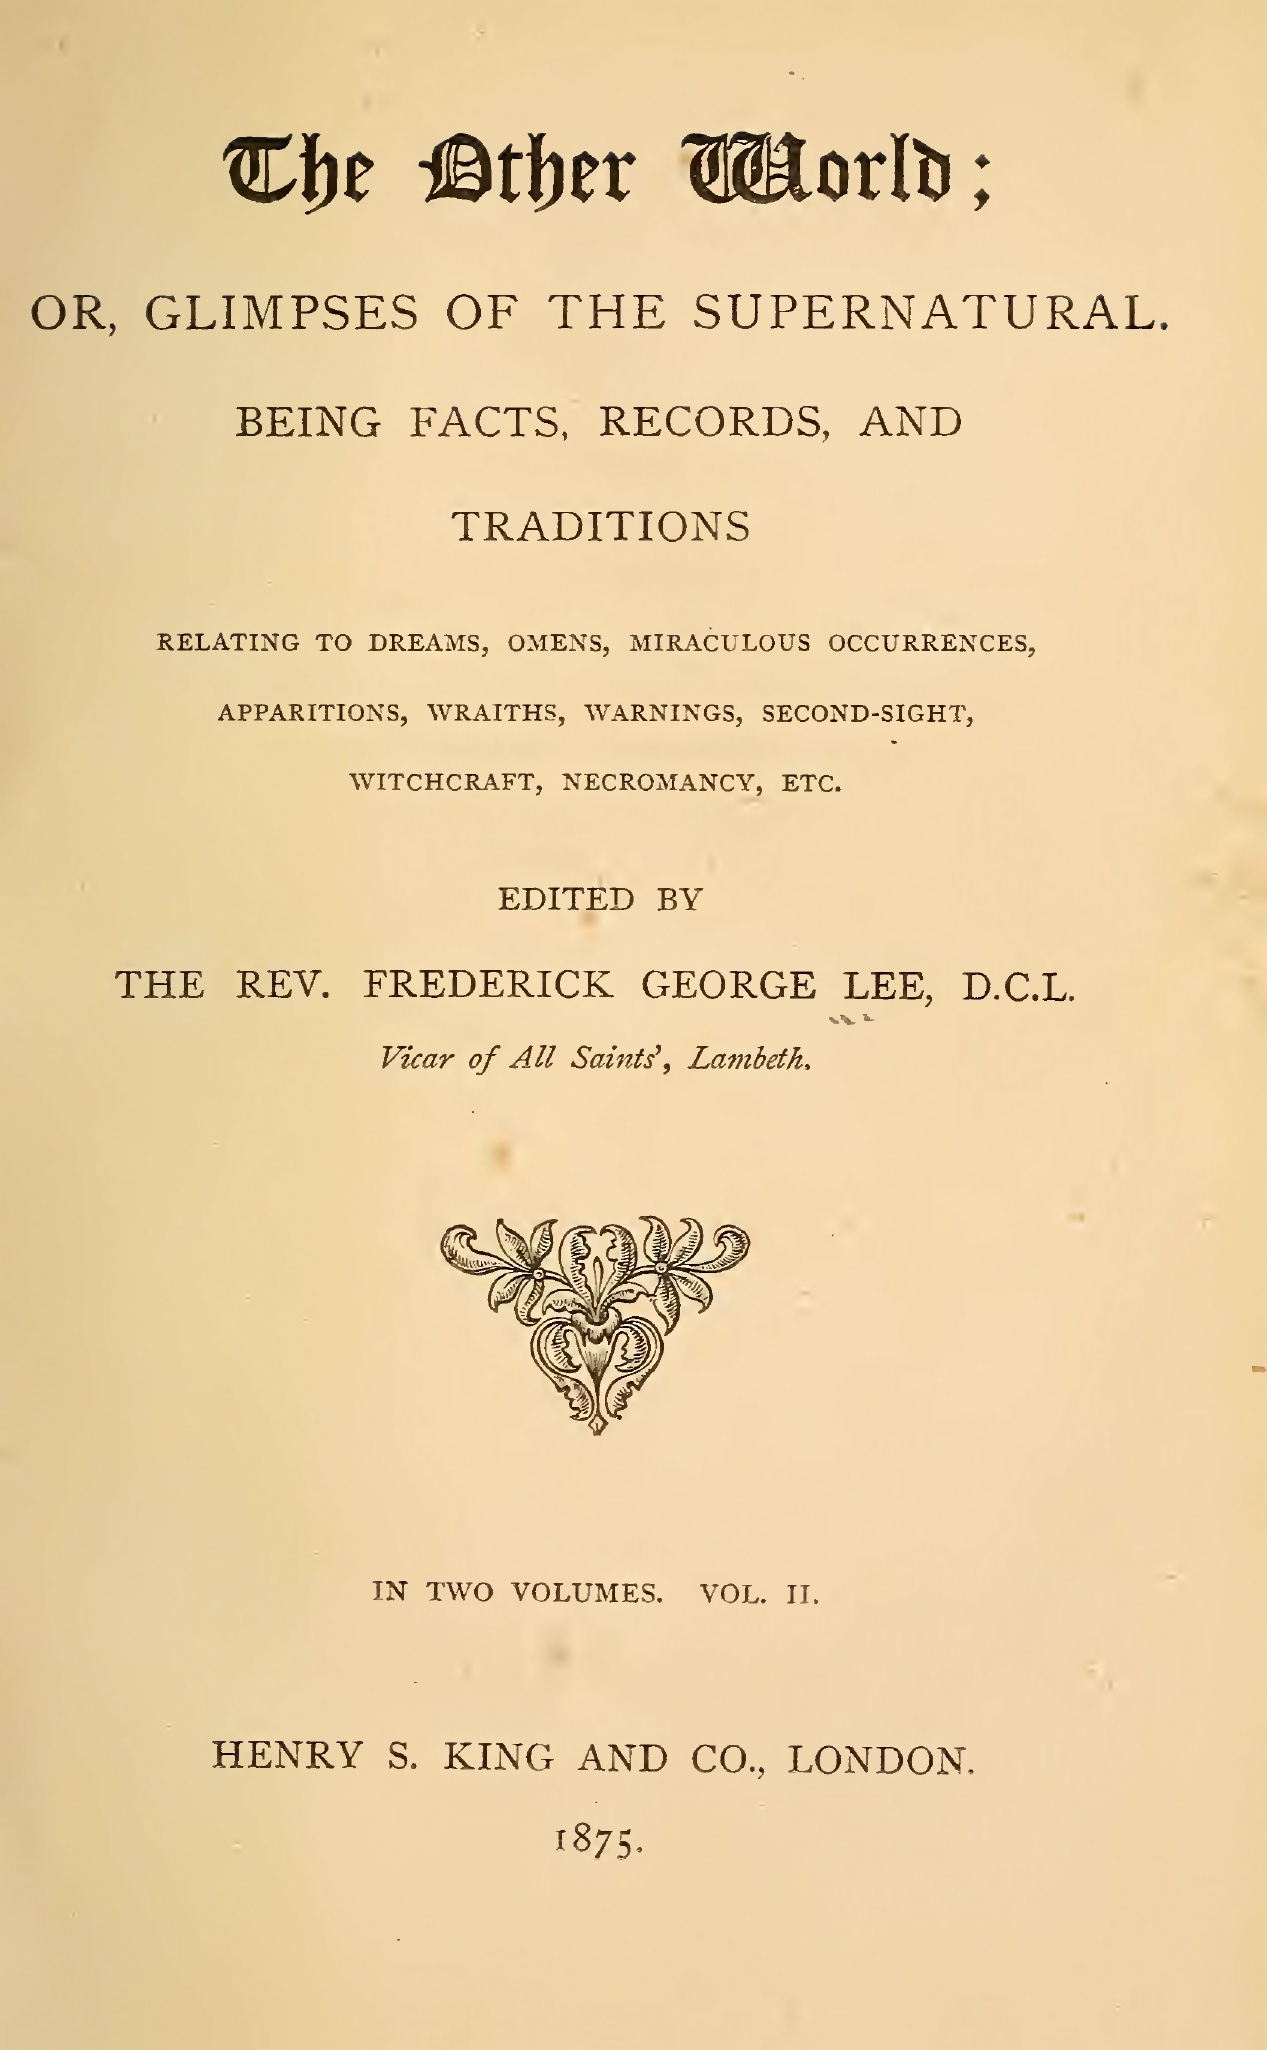 The Other World;
OR, GLIMPSES OF THE SUPERNATURAL.
BEING FACTS, RECORDS, AND
TRADITIONS
RELATING TO DREAMS, OMENS, MIRACULOUS OCCURRENCES,
APPARITIONS, WRAITHS, WARNINGS, SECOND-SIGHT,
WITCHCRAFT, NECROMANCY, ETC.
EDITED BY
THE REV. FREDERICK GEORGE LEE, D.C.L.
Vicar of All Saints', Lambeth.
IN TWO VOLUMES. VOL. II.
HENRY S. KING AND CO., LONDON.
1875.